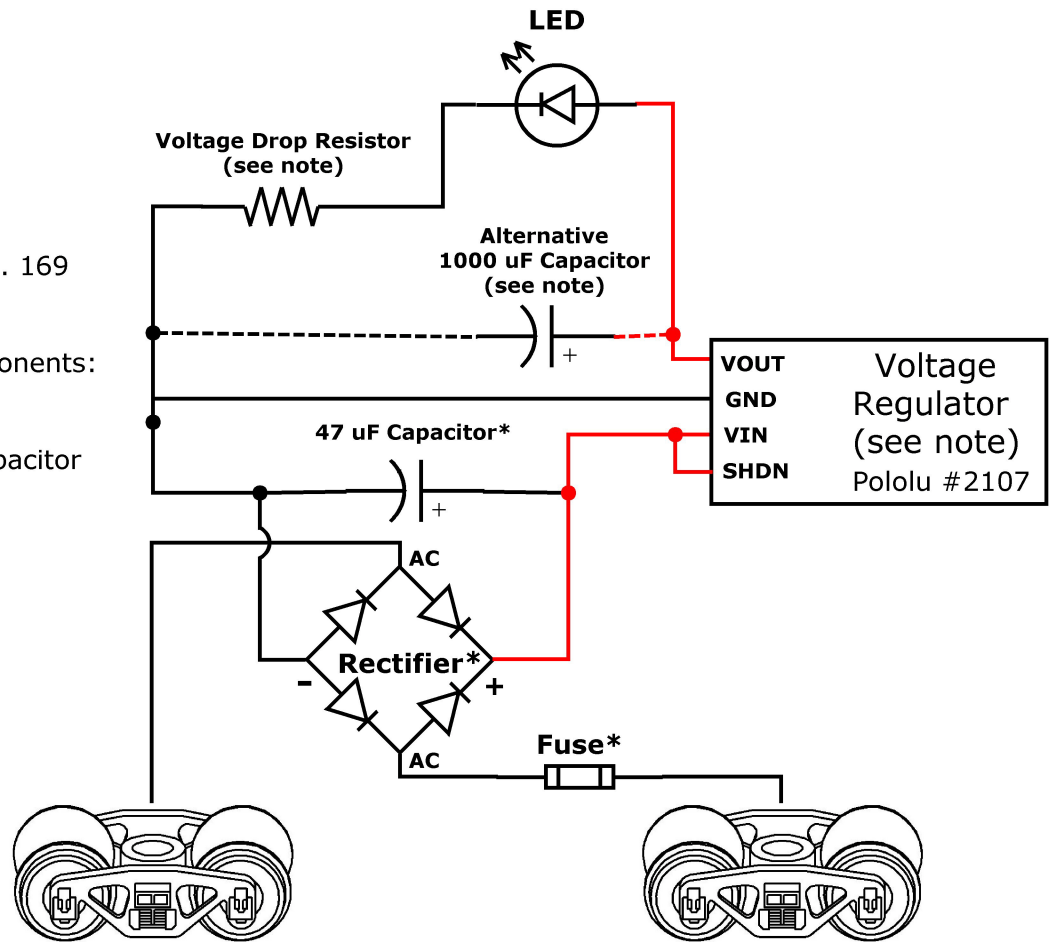 LED
Voltage Drop Resistor
(see note)
Alternative
1000 uF Capacitor
(see note)
+
. 169
onents:
pacitor
VOUT
GND
VIN
SHDN
Voltage
Regulator
(see note)
Pololu #2107
47 uF Capacitor*
+
AC
Rectifier*
-
+
AC
Fuse*